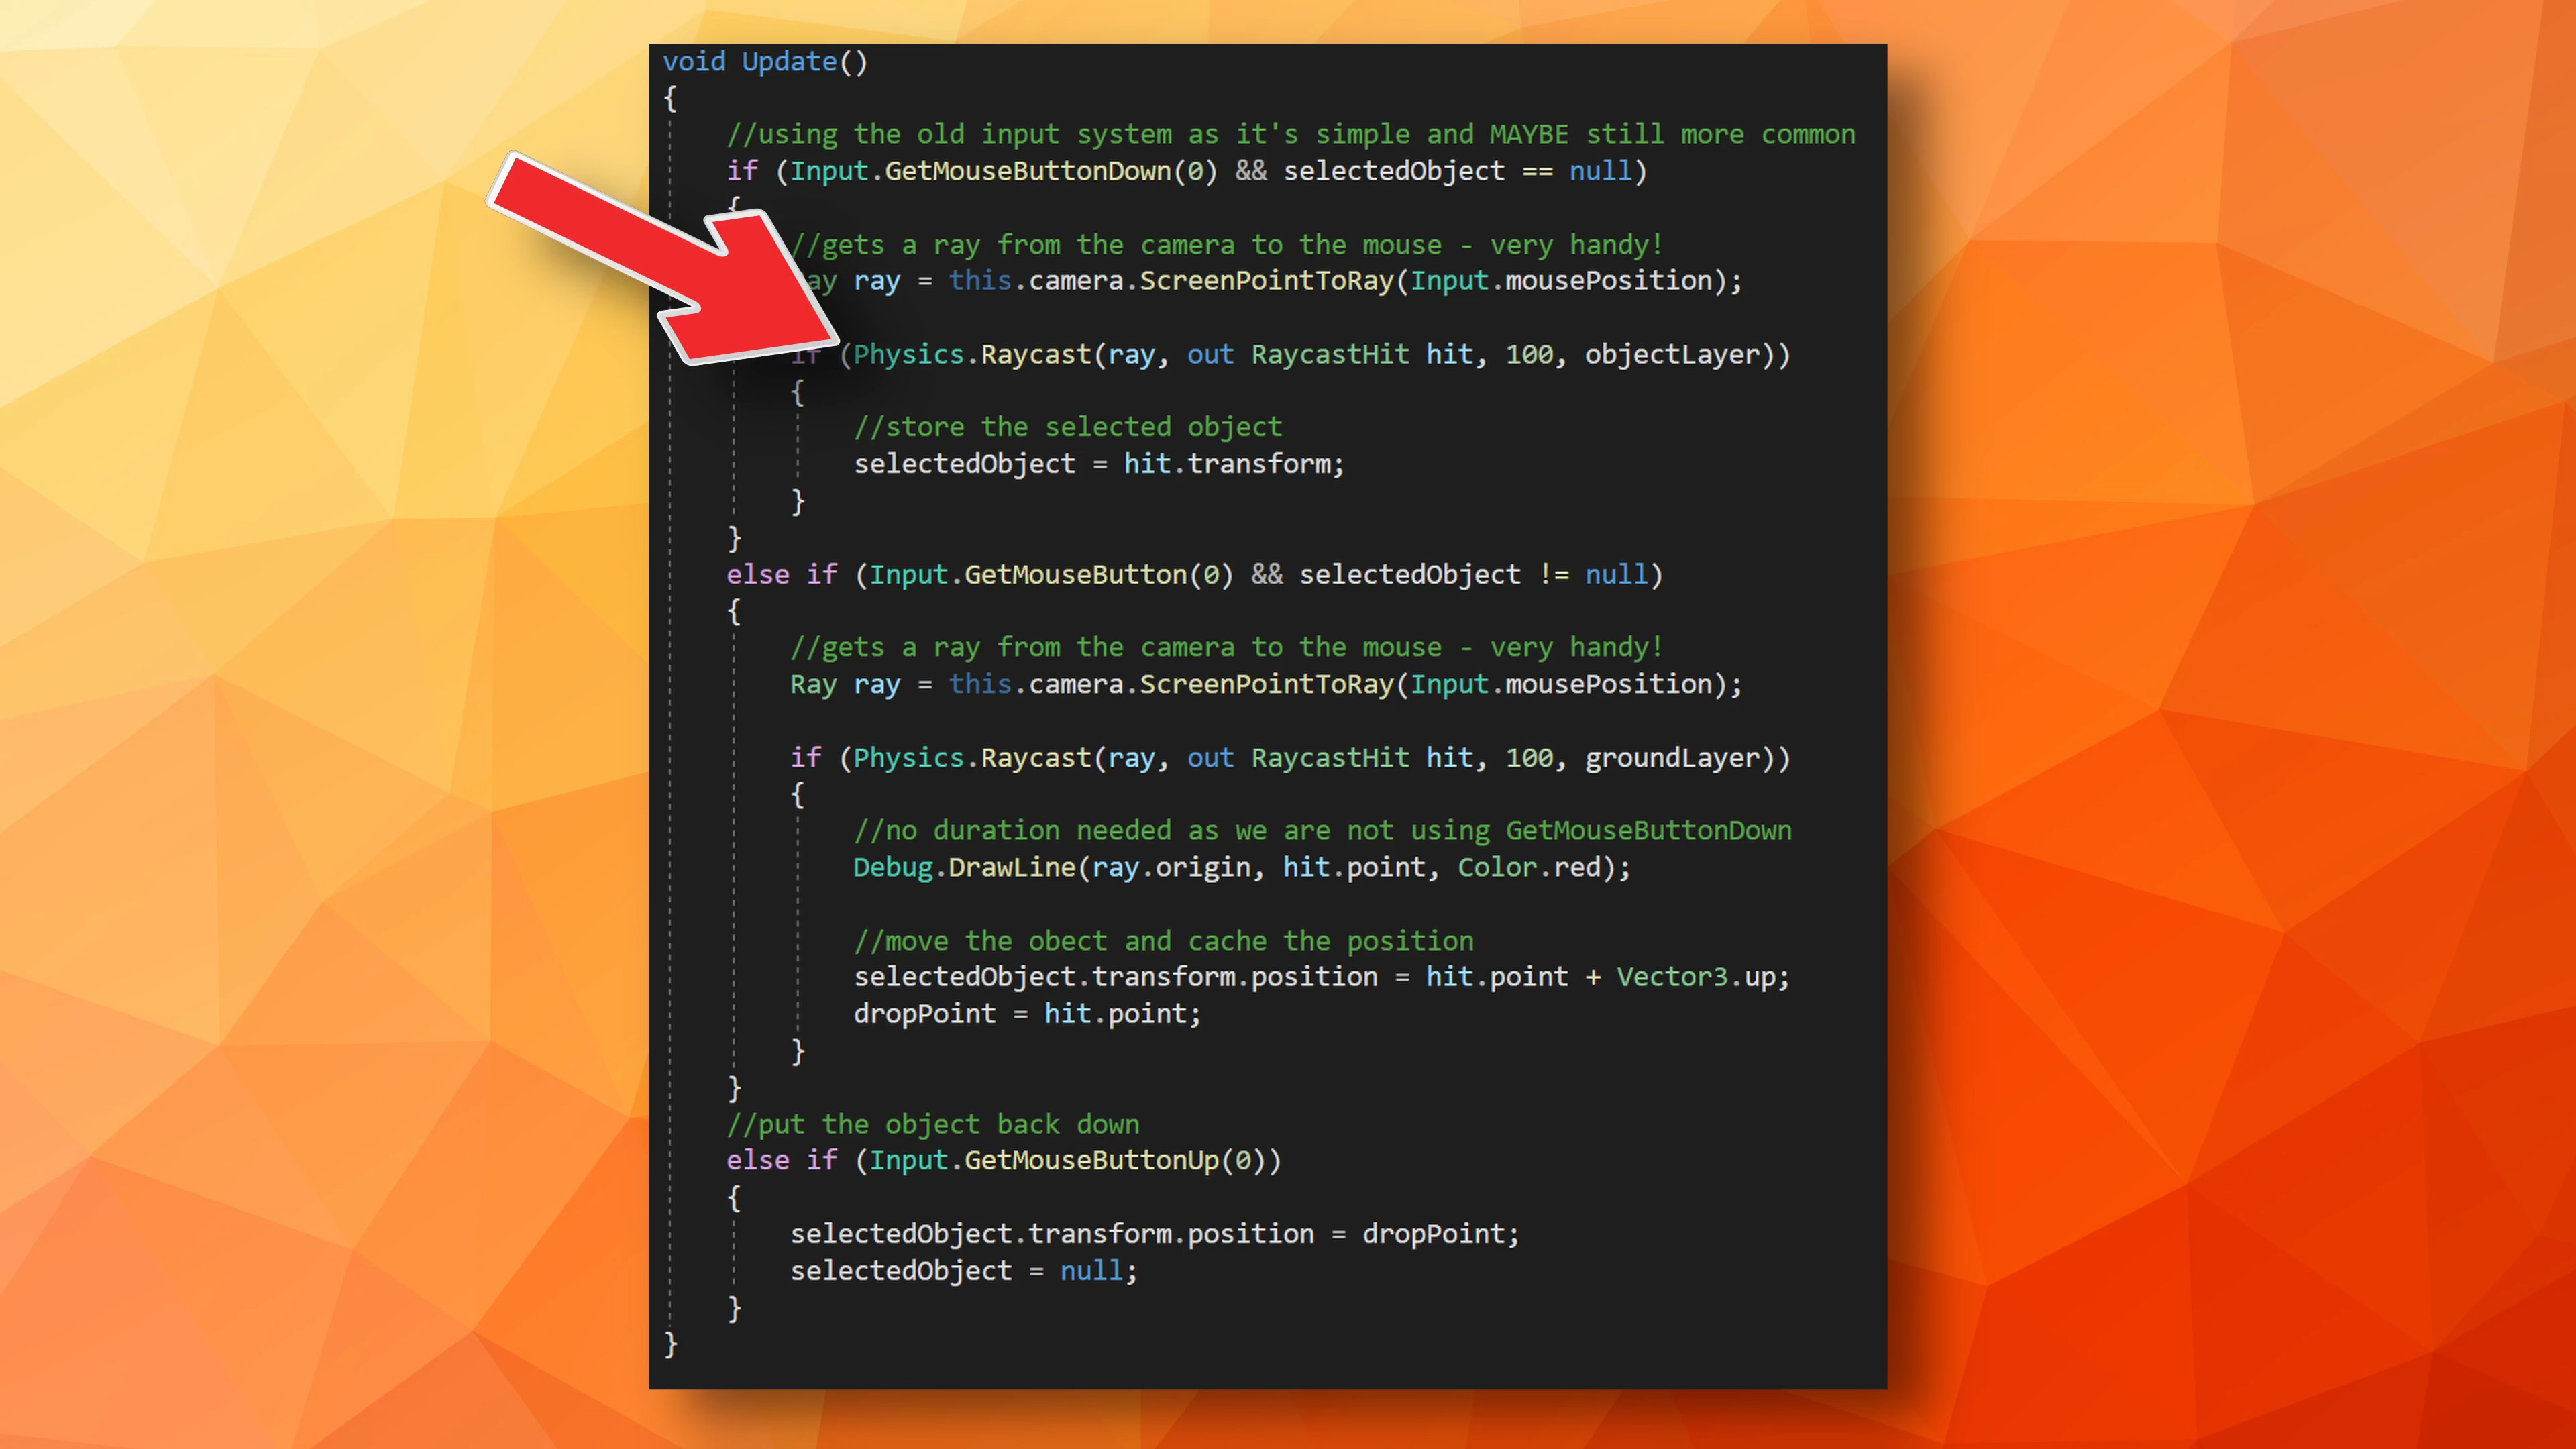 void Update()
{
//using the old input system as it's simple and MAYBE still more common
if (Input.GetMouseButtonDown(0) && selectedObject == null)
{
//gets a ray from the camera to the mouse - very handy!
Ray ray = this.camera.ScreenPointToRay(Input.mousePosition);
if (Physics.Raycast(ray, out RaycastHit hit, 100, objectLayer))
{
//store the selected object
selectedObject = hit.transform;
}
}
else if (Input.GetMouseButton(0) && selectedObject != null)
{
//gets a ray from the camera to the mouse - very handy!
Ray ray = this.camera.ScreenPointToRay(Input.mousePosition);
if (Physics.Raycast(ray, out RaycastHit hit, 100, groundLayer))
{
//no duration needed as we are not using GetMouseButtonDown
Debug.DrawLine(ray.origin, hit.point, Color.red);
//move the obect and cache the position
selectedObject.transform.position = hit.point + Vector3.up;
dropPoint = hit.point;
}
}
//put the object back down
else if (Input.GetMouseButtonUp(0))
{
selectedObject.transform.position = dropPoint;
selectedObject = null;
}
}